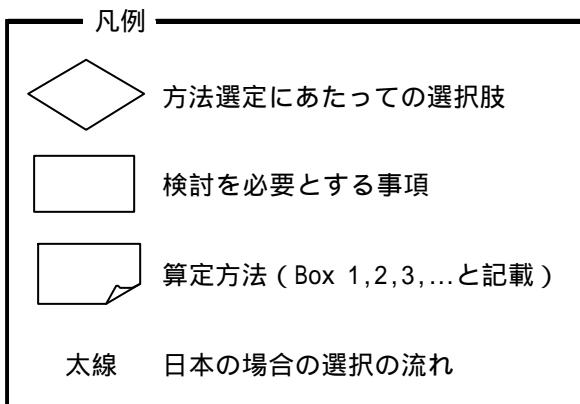 凡例
方法選定にあたっての選択肢
検討を必要とする事項
算定方法(Box 1,2,3,...と記載)
太線 日本の場合の選択の流れ